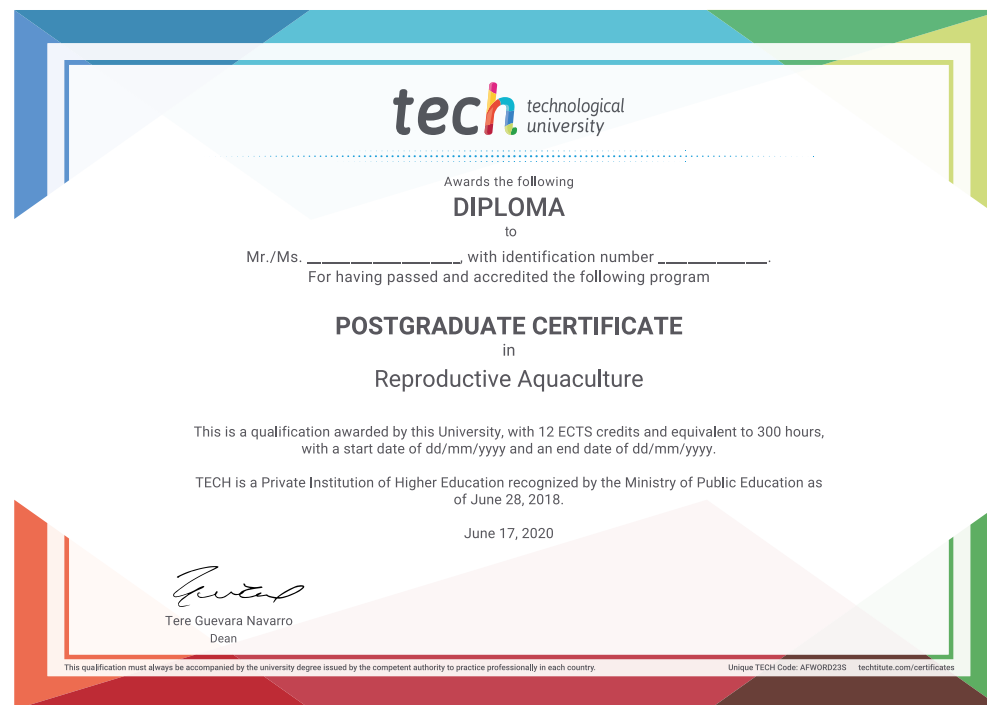 tech technological
university
Awards the following
DIPLOMA
to
Mr./Ms. ____________________, with identification number ______________.
For having passed and accredited the following program
POSTGRADUATE CERTIFICATE
in
Reproductive Aquaculture
This is a qualification awarded by this University, with 12 ECTS credits and equivalent to 300 hours,
with a start date of dd/mm/yyyy and an end date of dd/mm/yyyy.
TECH is a Private Institution of Higher Education recognized by the Ministry of Public Education as
of June 28, 2018.
June 17, 2020
Tere Guevara Navarro
Dean
This qualification must always be accompanied by the university degree issued by the competent authority to practice professionally in each country.
Unique TECH Code: AFWORD23S techtitute.com/certificates